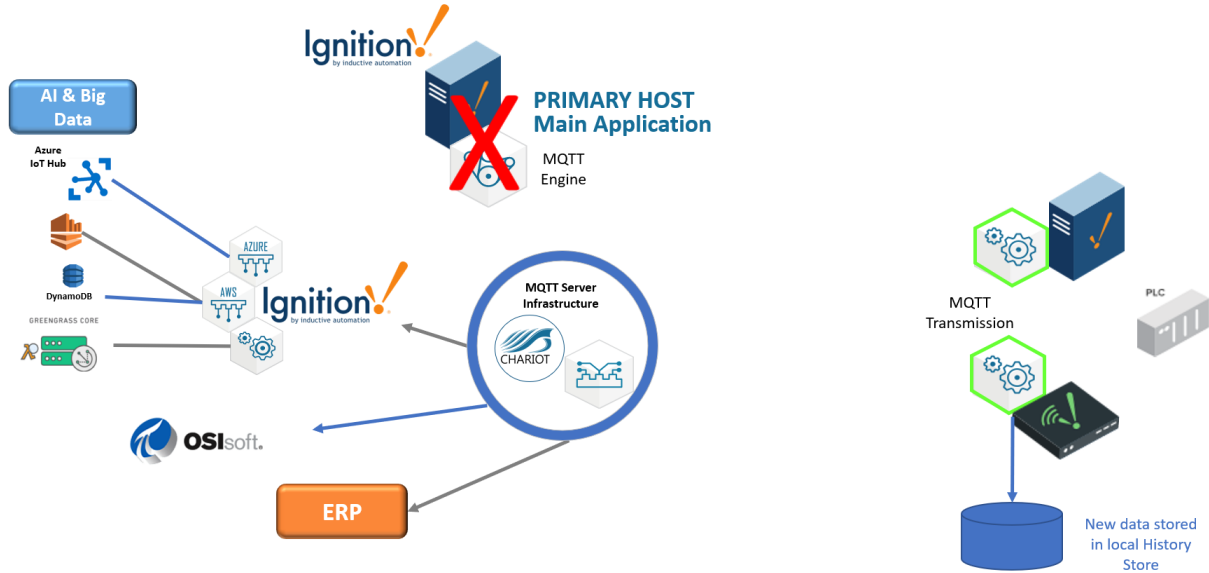 Ignition!
by inductive automation
AI & Big
Data
PRIMARY HOST
Main Application
Azure
IoT Hub
MQTT
Engine
AZURE
DynamoDB
AWS
Ignition!
by inductive automation
GREENGRASS CORE
MQTT Server
Infrastructure
CHARIOT
OSIsoft.
ERP
PLC
MQTT
Transmission
New data stored
in local History
Store